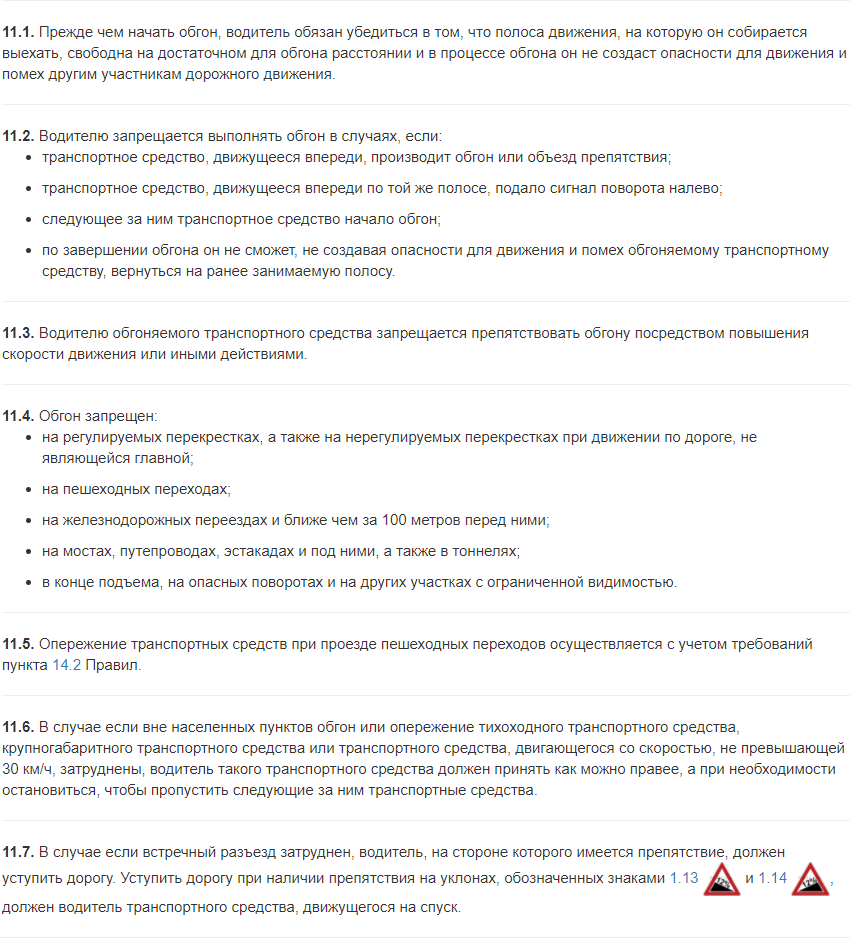 11.1. Прежде чем начать обгон, водитель обязан убедиться в том, что полоса движения, на которую он собирается
выехать, свободна на достаточном для обгона расстоянии и в процессе обгона он не создаст опасности для движения и
помех другим участникам дорожного движения.
11.2. Водителю запрещается выполнять обгон в случаях, если:
• транспортное средство, движущееся впереди, производит обгон или объезд препятствия;
• транспортное средство, движущееся впереди по той же полосе, подало сигнал поворота налево;
• следующее за ним транспортное средство начало обгон;
• по завершении обгона он не сможет, не создавая опасности для движения и помех обгоняемому транспортному
средству, вернуться на ранее занимаемую полосу.
11.3. Водителю обгоняемого транспортного средства запрещается препятствовать обгону посредством повышения
скорости движения или иными действиями.
11.4. Обгон запрещен:
• на регулируемых перекрестках, а также на нерегулируемых перекрестках при движении по дороге, не
являющейся главной;
• на пешеходных переходах;
• на железнодорожных переездах и ближе чем за 100 метров перед ними;
• на мостах, путепроводах, эстакадах и под ними, а также в тоннелях;
• в конце подъема, на опасных поворотах и на других участках с ограниченной видимостью.
11.5. Опережение транспортных средств при проезде пешеходных переходов осуществляется с учетом требований
пункта 14.2 Правил.
11.6. В случае если вне населенных пунктов обгон или опережение тихоходного транспортного средства,
крупногабаритного транспортного средства или транспортного средства, двигающегося со скоростью, не превышающей
30 км/ч, затруднены, водитель такого транспортного средства должен принять как можно правее, а при необходимости
остановиться, чтобы пропустить следующие за ним транспортные средства.
11.7. В случае если встречный разъезд затруднен, водитель, на стороне которого имеется препятствие, должен
уступить дорогу. Уступить дорогу при наличии препятствия на уклонах, обозначенных знаками 1.13 12% и 1.14 12% ,
должен водитель транспортного средства, движущегося на спуск.